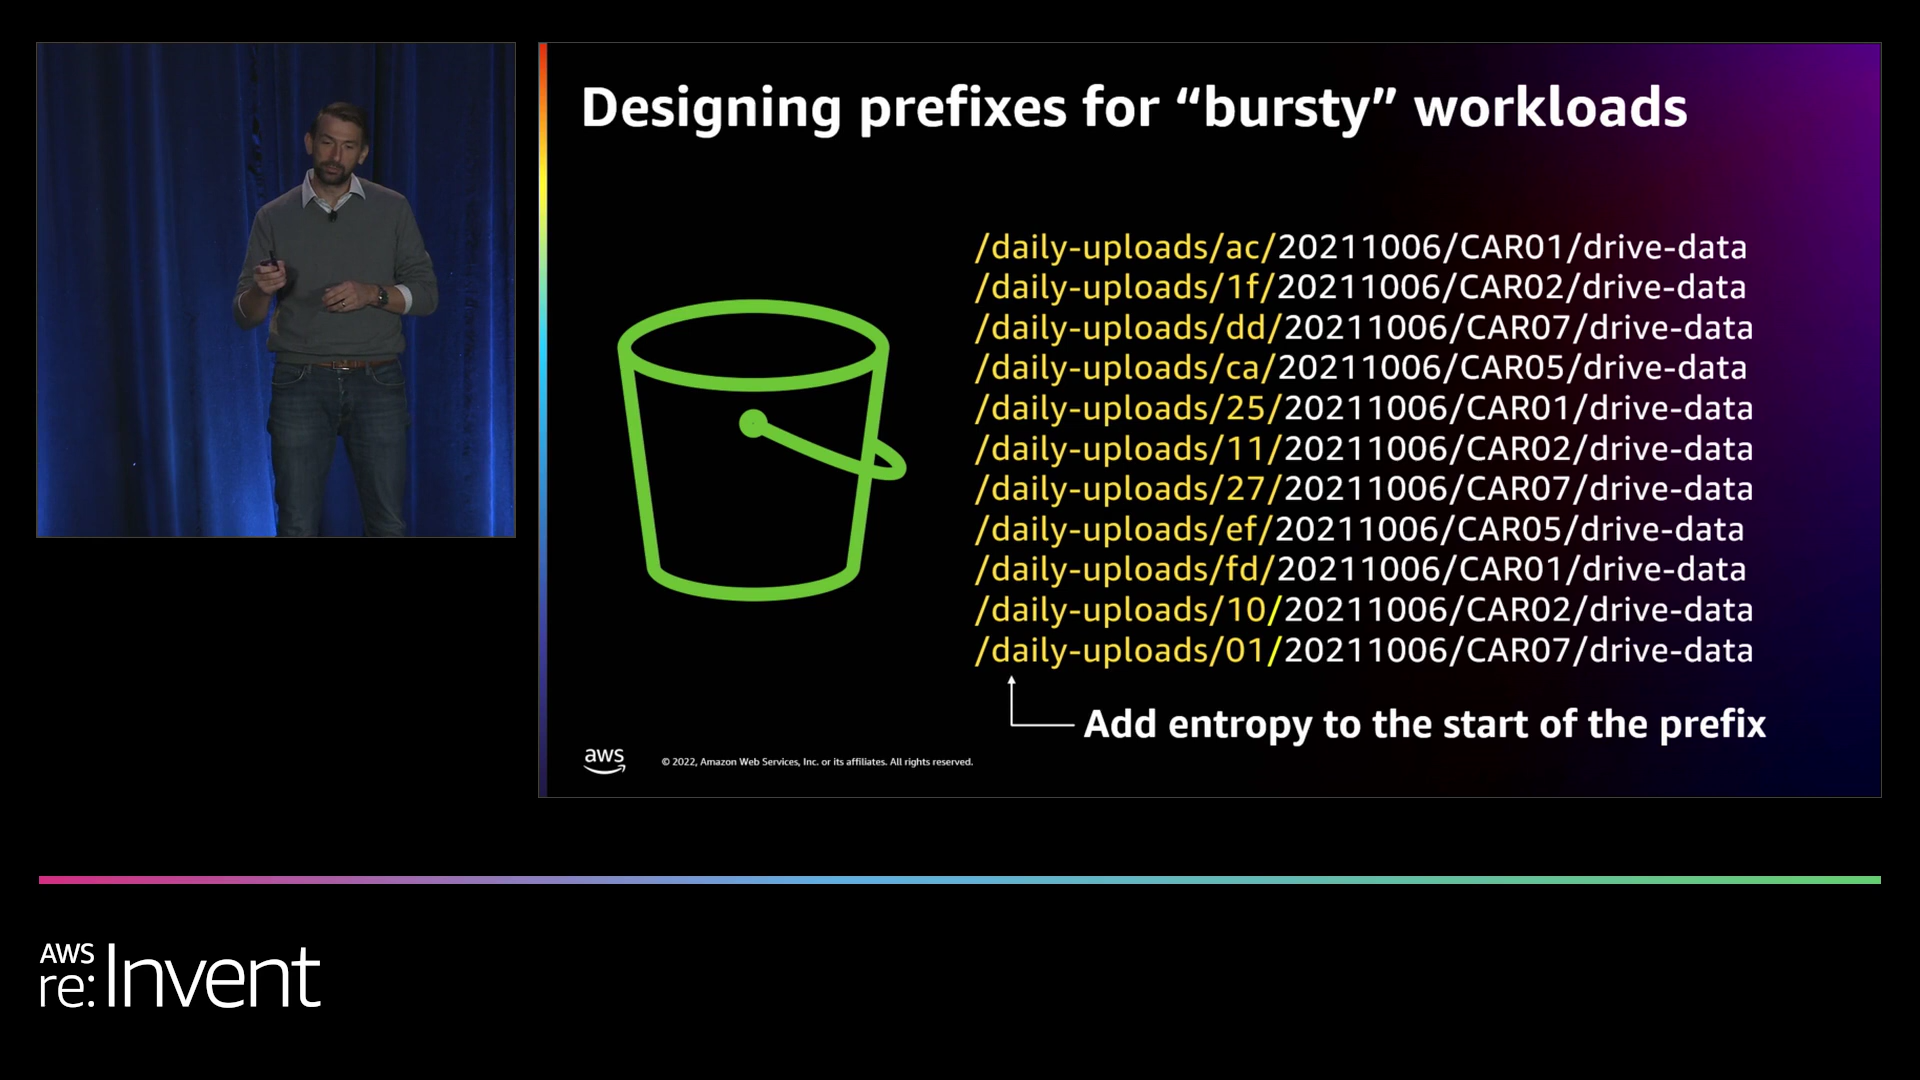 Designing prefixes for “bursty” workloads
/daily-uploads/ac/20211006/CAR01/drive-data
/daily-uploads/1f/20211006/CAR02/drive-data
/daily-uploads/dd/20211006/CAR07/drive-data
/daily-uploads/ca/20211006/CAR05/drive-data
/daily-uploads/25/20211006/CAR01/drive-data
/daily-uploads/11/20211006/CAR02/drive-data
/daily-uploads/27/20211006/CAR07/drive-data
/daily-uploads/ef/20211006/CAR05/drive-data
/daily-uploads/fd/20211006/CAR01/drive-data
/daily-uploads/10/20211006/CAR02/drive-data
/daily-uploads/01/20211006/CAR07/drive-data
Add entropy to the start of the prefix
aws
© 2022, Amazon Web Services, Inc. or its affiliates. All rights reserved.
AWS
re:Invent